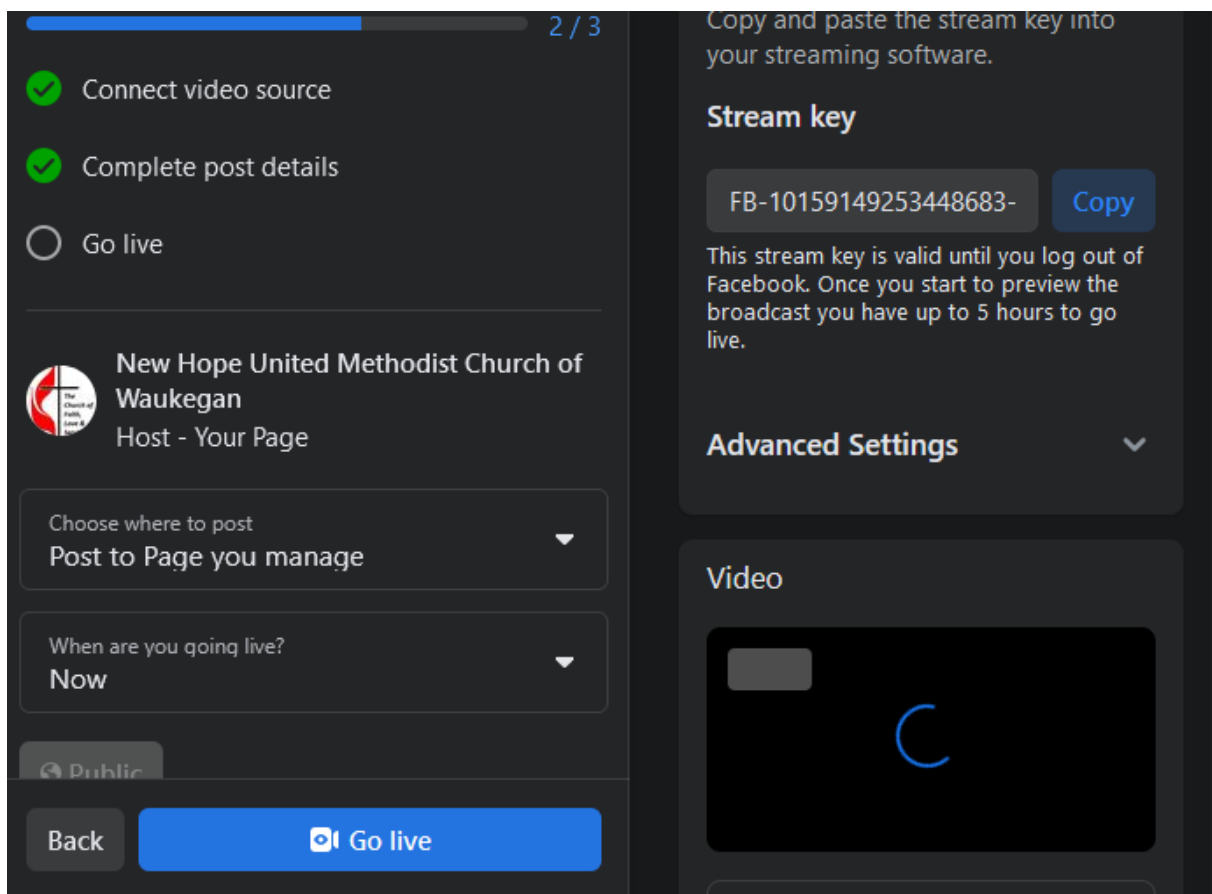 2 / 3
Connect video source
Complete post details
Go live
New Hope United Methodist Church of
Waukegan
Host - Your Page
Choose where to post
Post to Page you manage
When are you going live?
Now
Public
Back
Go live
Copy and paste the stream key into
your streaming software.
Stream key
FB-10159149253448683-
Copy
This stream key is valid until you log out of
Facebook. Once you start to preview the
broadcast you have up to 5 hours to go
live.
Advanced Settings
Video